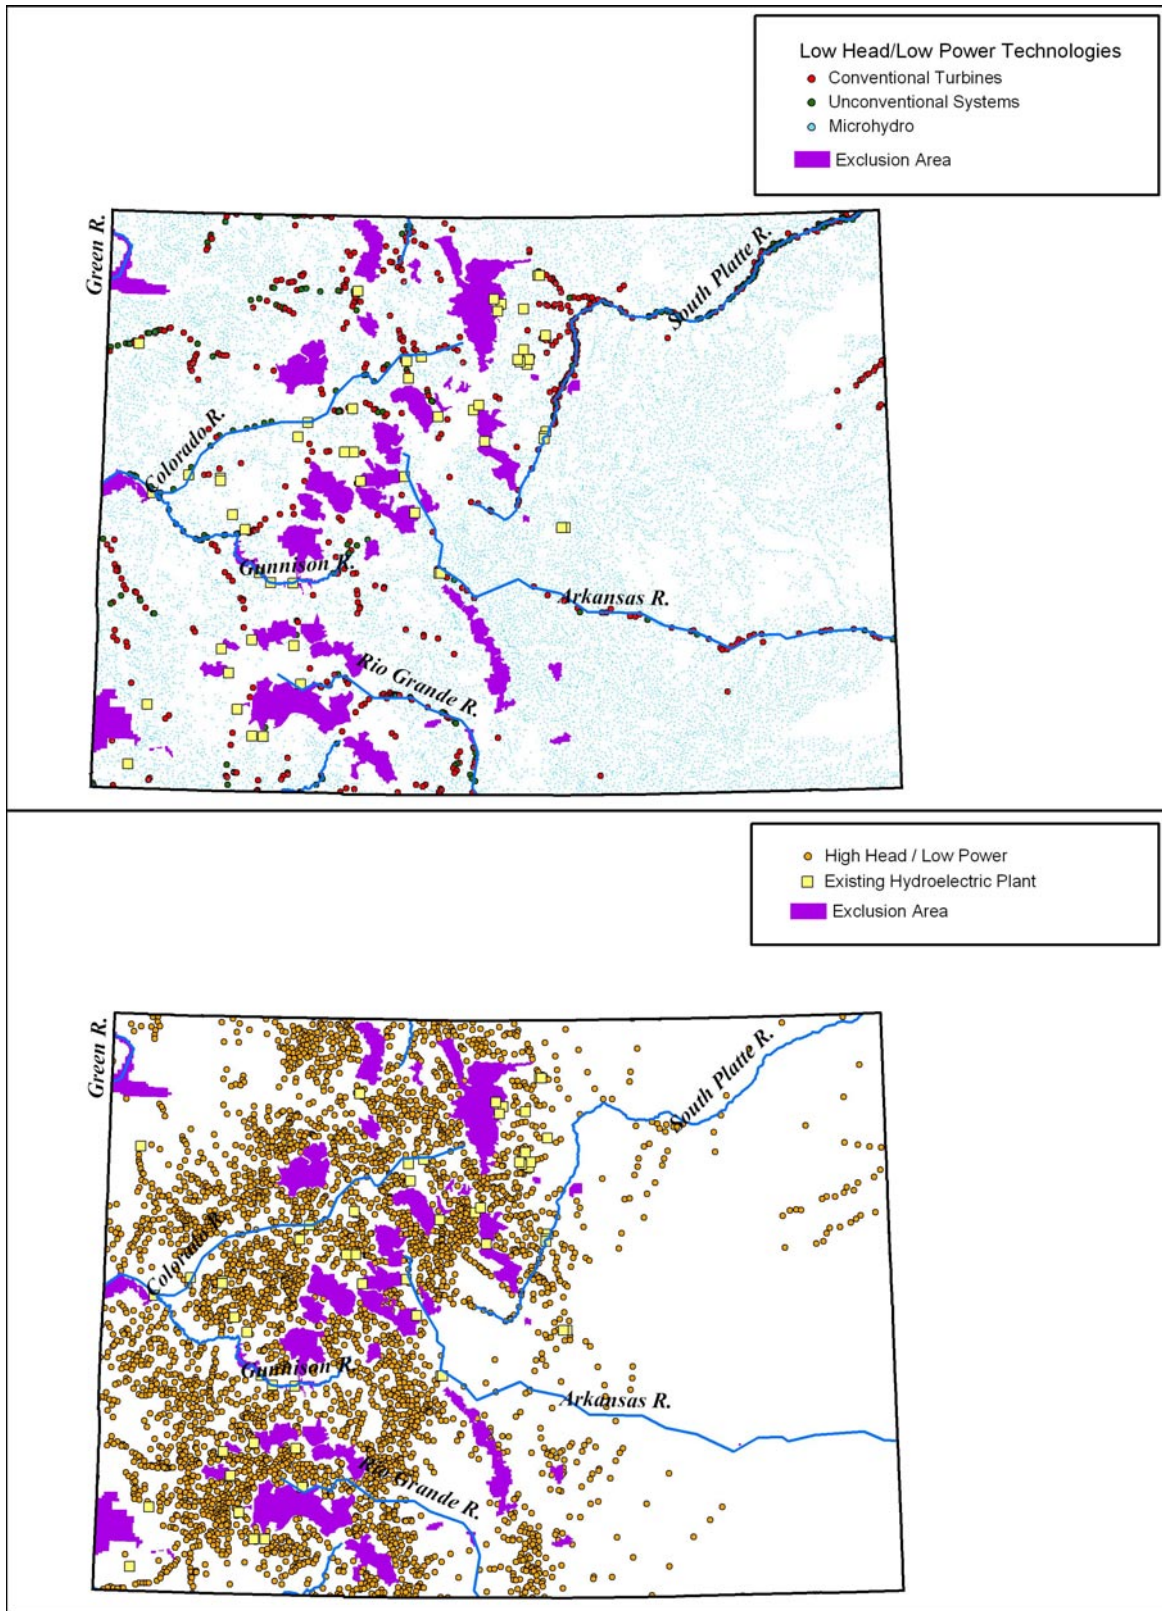 Low Head/Low Power Technologies
Conventional Turbines
Unconventional Systems
Microhydro
Exclusion Area
Green R.
South Platte R.
Colorado R.
Gunnison R.
Arkansas R.
Rio Grande R.
High Head / Low Power
Existing Hydroelectric Plant
Exclusion Area
Green R.
South Platte R.
Colorado R.
Gunnison R.
Arkansas R.
Rio Grande R.